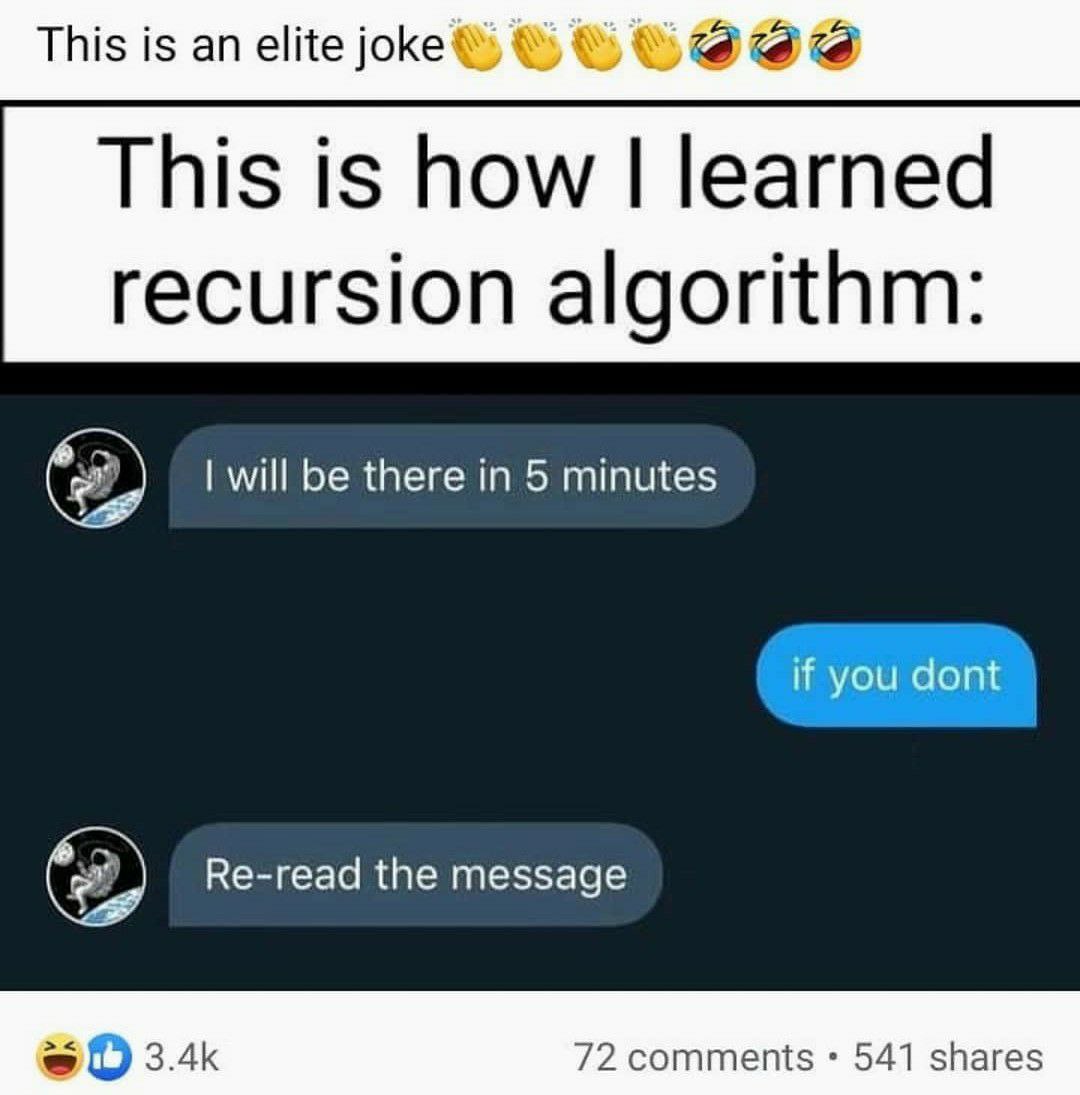 This is an elite joke👏👏👏👏🤣🤣🤣
This is how I learned
recursion algorithm:
I will be there in 5 minutes
if you dont
Re-read the message
3.4k
72 comments • 541 shares